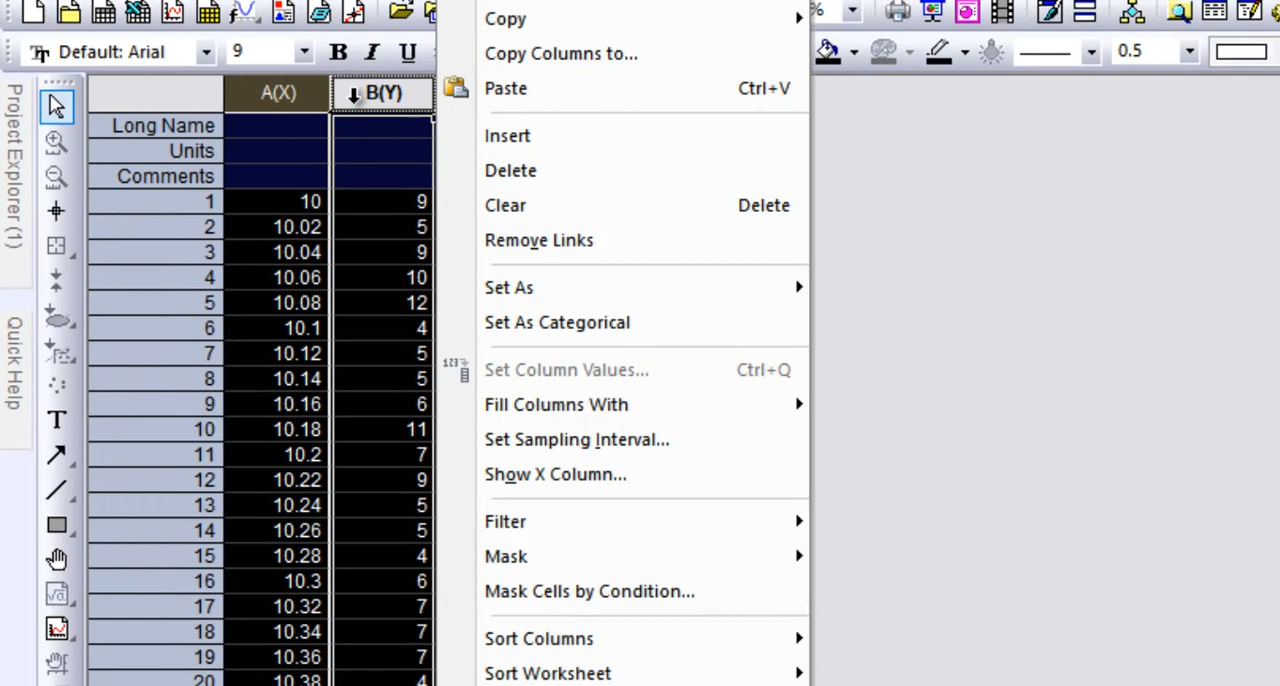 %
Default: Arial 9 B I U 0.5
Project Explorer (1)
Quick Help
T
A(X) B(Y)
Long Name
Units
Comments
1 10 9
2 10.02 5
3 10.04 9
4 10.06 10
5 10.08 12
6 10.1 4
7 10.12 5
8 10.14 5
9 10.16 6
10 10.18 11
11 10.2 7
12 10.22 9
13 10.24 5
14 10.26 5
15 10.28 4
16 10.3 6
17 10.32 7
18 10.34 7
19 10.36 7
20 10.38 4
Copy
Copy Columns to...
Paste Ctrl+V
Insert
Delete
Clear Delete
Remove Links
Set As
Set As Categorical
Set Column Values... Ctrl+Q
Fill Columns With
Set Sampling Interval...
Show X Column...
Filter
Mask
Mask Cells by Condition...
Sort Columns
Sort Worksheet